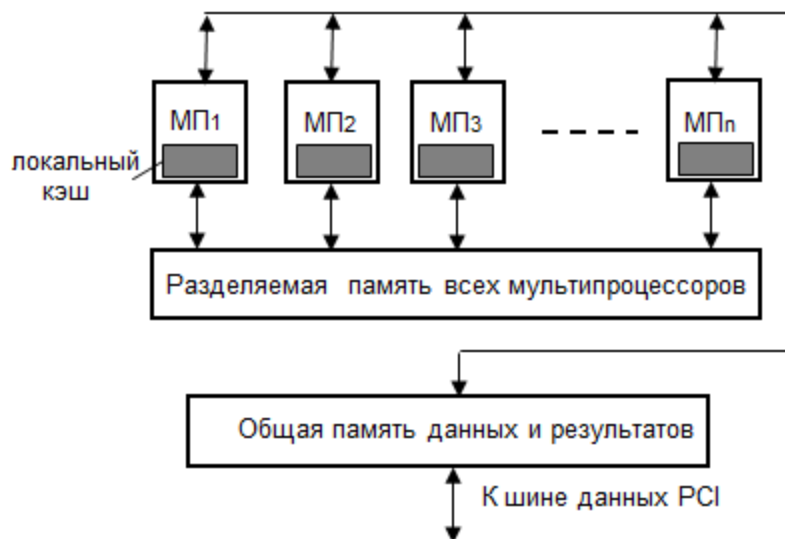 МП1
МП2
МП3
МПn
локальный
кэш
Разделяемая память всех мультипроцессоров
Общая память данных и результатов
К шине данных PCI